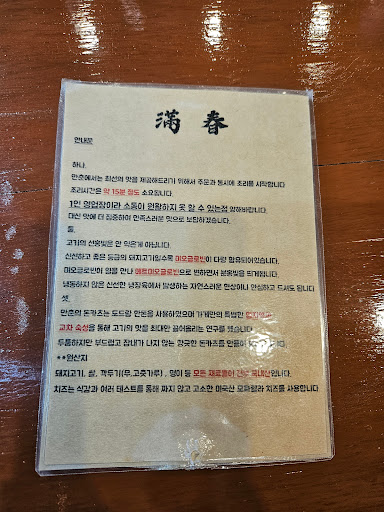 滿春
안내문
하나.
만춘에서는 최선의 맛을 제공해드리기 위해서 주문과 동시에 조리를 시작합니다
조리시간은 약 15분 정도 소요됩니다.
1인 영업장이라 소통이 원활하지 못 할 수 있는점 양해바랍니다.
대신 맛에 더 집중하여 만족스러운 맛으로 보답하겠습니다.
둘.
고기의 선홍빛은 안 익은게 아닙니다.
신선하고 좋은 등급의 돼지고기일수록 미오글로빈이 다량 함유되어있습니다.
미오글로빈이 열을 만나 메트미오글로빈으로 변하면서 분홍빛을 띄게됩니다.
냉동하지 않은 신선한 냉장육에서 발생하는 자연스러운 현상이니 안심하고 드셔도 됩니다
셋.
만춘의 돈카츠는 도드람 한돈을 사용하였으며 가게만의 특별한
교차 숙성을 통해 고기의 맛을 최대한 끌어올리는 연구를 했습니다.
두툼하지만 부드럽고 잡내가 나지 않는 향긋한 돈카츠를 만들어
**원산지
돼지고기, 쌀, 깍두기(무,고춧가루), 멍이 등 모든 재료들이 전부 국내산입니다.
치즈는 식감과 여러 테스트를 통해 짜지 않고 고소한 미국산 모짜렐라 치즈를 사용합니다